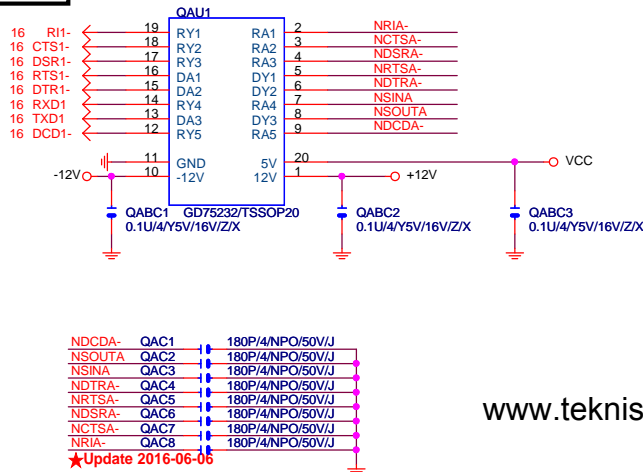 QAU1
16 RI1- 19 RY1 RA1 2 NRIA-
16 CTS1- 18 RY2 RA2 3 NCTSA-
16 DSR1- 17 RY3 RA3 4 NDSRA-
16 RTS1- 16 DA1 DY1 5 NRTSA-
16 DTR1- 15 DA2 DY2 6 NDTRA-
16 RXD1 14 RY4 RA4 7 NSINA
16 TXD1 13 DA3 DY3 8 NSOUTA
16 DCD1- 12 RY5 RA5 9 NDCDA-
11 GND 5V 20 VCC
-12V 10 -12V 12V 1 +12V
QABC1 GD75232/TSSOP20 QABC2 QABC3
0.1U/4/Y5V/16V/Z/X 0.1U/4/Y5V/16V/Z/X 0.1U/4/Y5V/16V/Z/X
NDCDA- QAC1 180P/4/NPO/50V/J
NSOUTA QAC2 180P/4/NPO/50V/J
NSINA QAC3 180P/4/NPO/50V/J
NDTRA- QAC4 180P/4/NPO/50V/J
NRTSA- QAC5 180P/4/NPO/50V/J
NDSRA- QAC6 180P/4/NPO/50V/J
NCTSA- QAC7 180P/4/NPO/50V/J
NRIA- QAC8 180P/4/NPO/50V/J
★Update 2016-06-06
www.teknis